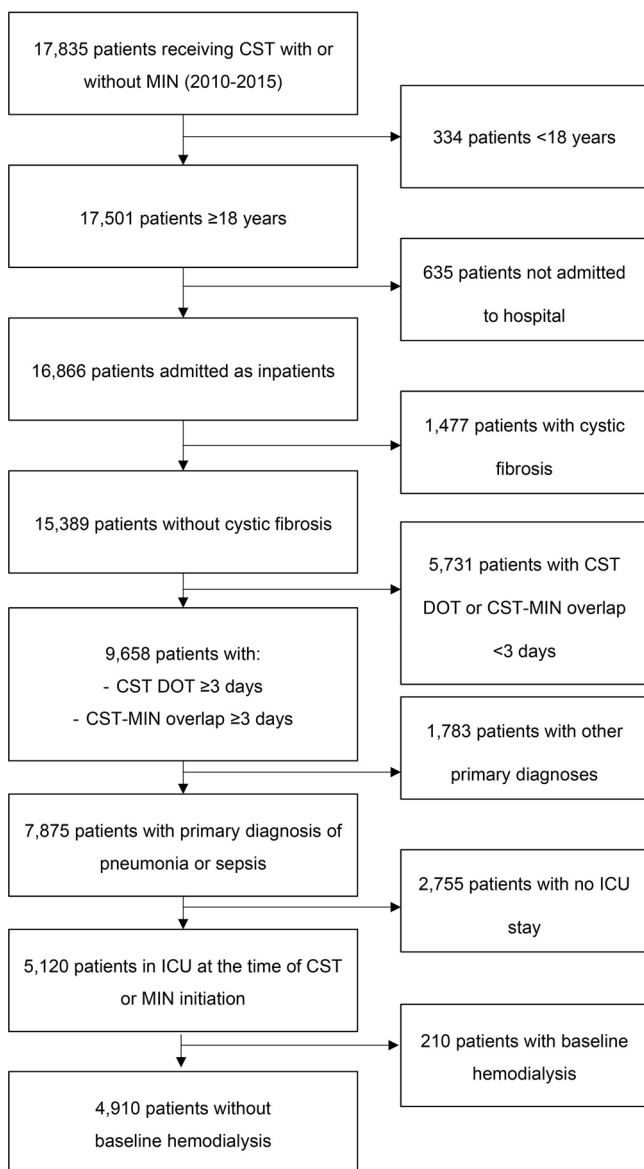 17,835 patients receiving CST with or
without MIN (2010-2015)
334 patients <18 years
17,501 patients ≥18 years
635 patients not admitted
to hospital
16,866 patients admitted as inpatients
1,477 patients with cystic
fibrosis
15,389 patients without cystic fibrosis
5,731 patients with CST
DOT or CST-MIN overlap
<3 days
9,658 patients with:
- CST DOT ≥3 days
- CST-MIN overlap ≥3 days
1,783 patients with other
primary diagnoses
7,875 patients with primary diagnosis of
pneumonia or sepsis
2,755 patients with no ICU
stay
5,120 patients in ICU at the time of CST
or MIN initiation
210 patients with baseline
hemodialysis
4,910 patients without
baseline hemodialysis